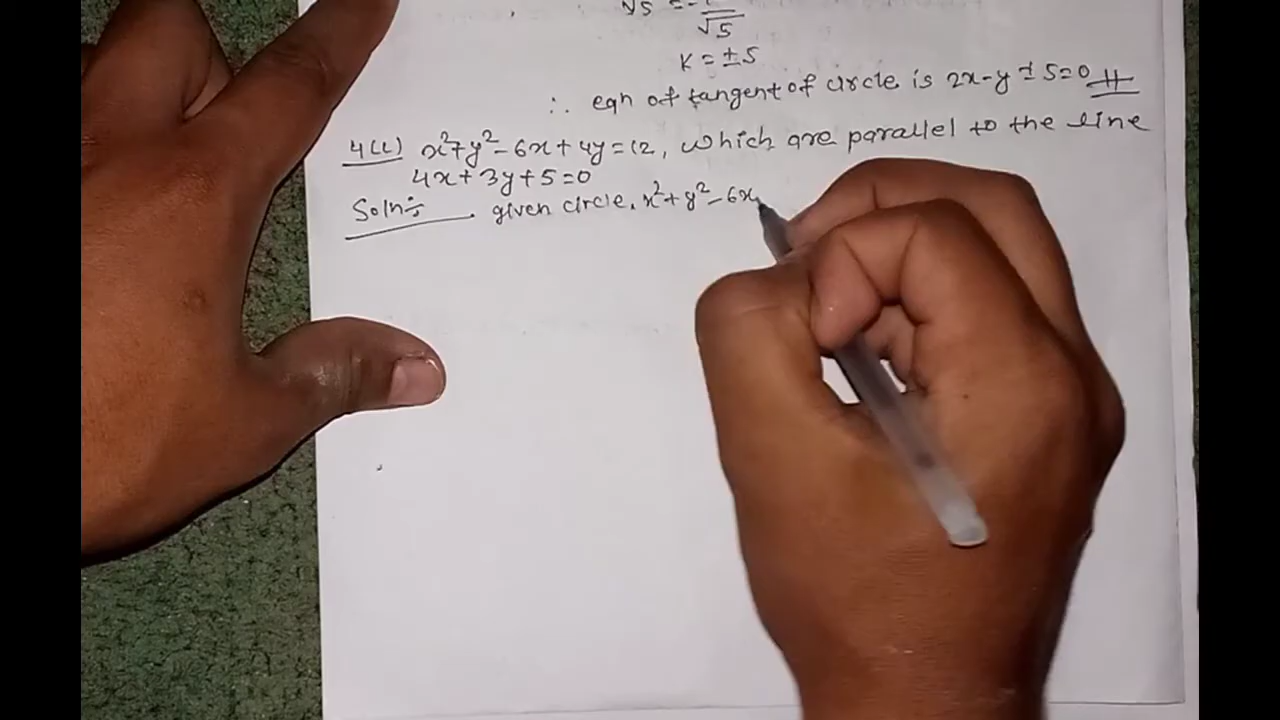 √5 =
√5
K = ±5
∴ eqn of tangent of circle is 2x-y ± 5=0
4(c) x²+y²-6x+4y=12, which are parallel to the line
4x+3y+5=0
Soln:- given circle, x²+y²-6x